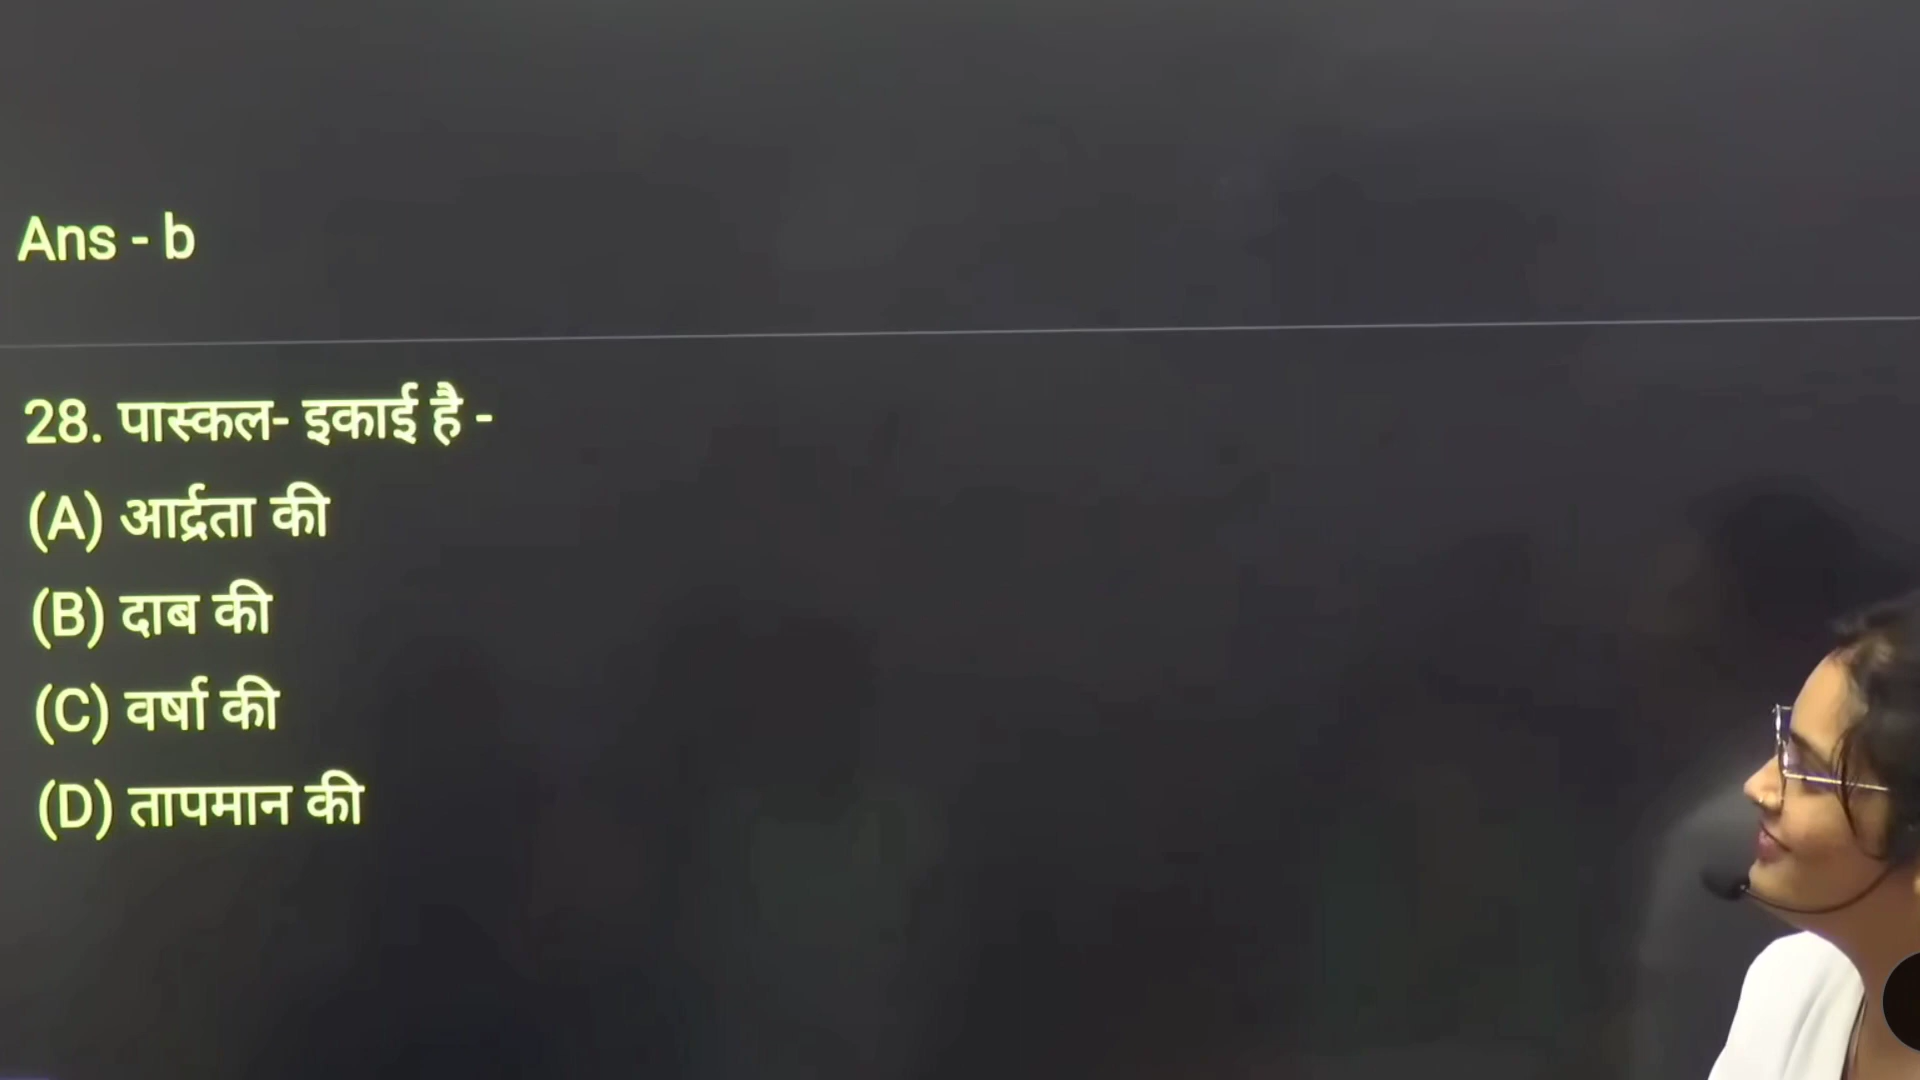 Ans - b
28. पास्कल- इकाई है -
(A) आर्द्रता की
(B) दाब की
(C) वर्षा की
(D) तापमान की